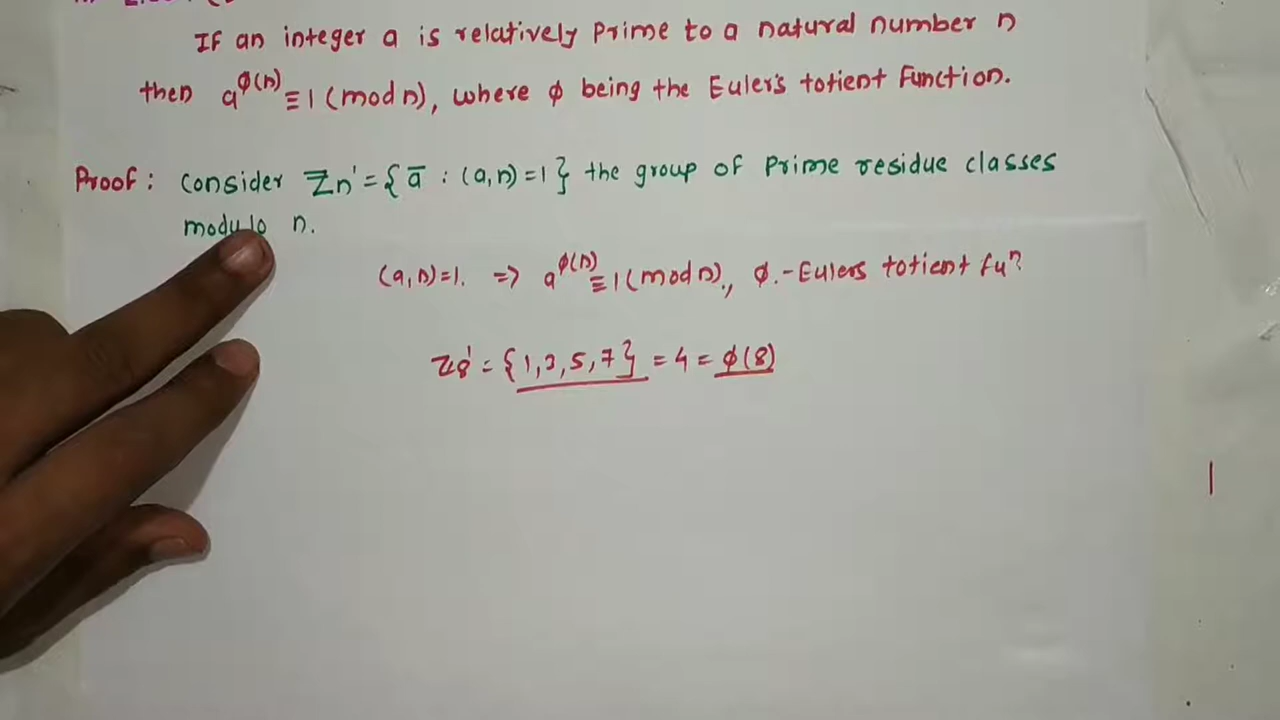 If an integer a is relatively prime to a natural number n
then a^φ(n) ≡ 1 (mod n), where φ being the Euler's totient Function.
Proof : Consider Zn' = { ā : (a,n) = 1 } the group of Prime residue classes
modulo n.
(a,n)=1. => a^φ(n) ≡ 1 (mod n)., φ.-Eulers totient fuⁿ
Z8' = {1,3,5,7} = 4 = φ(8)